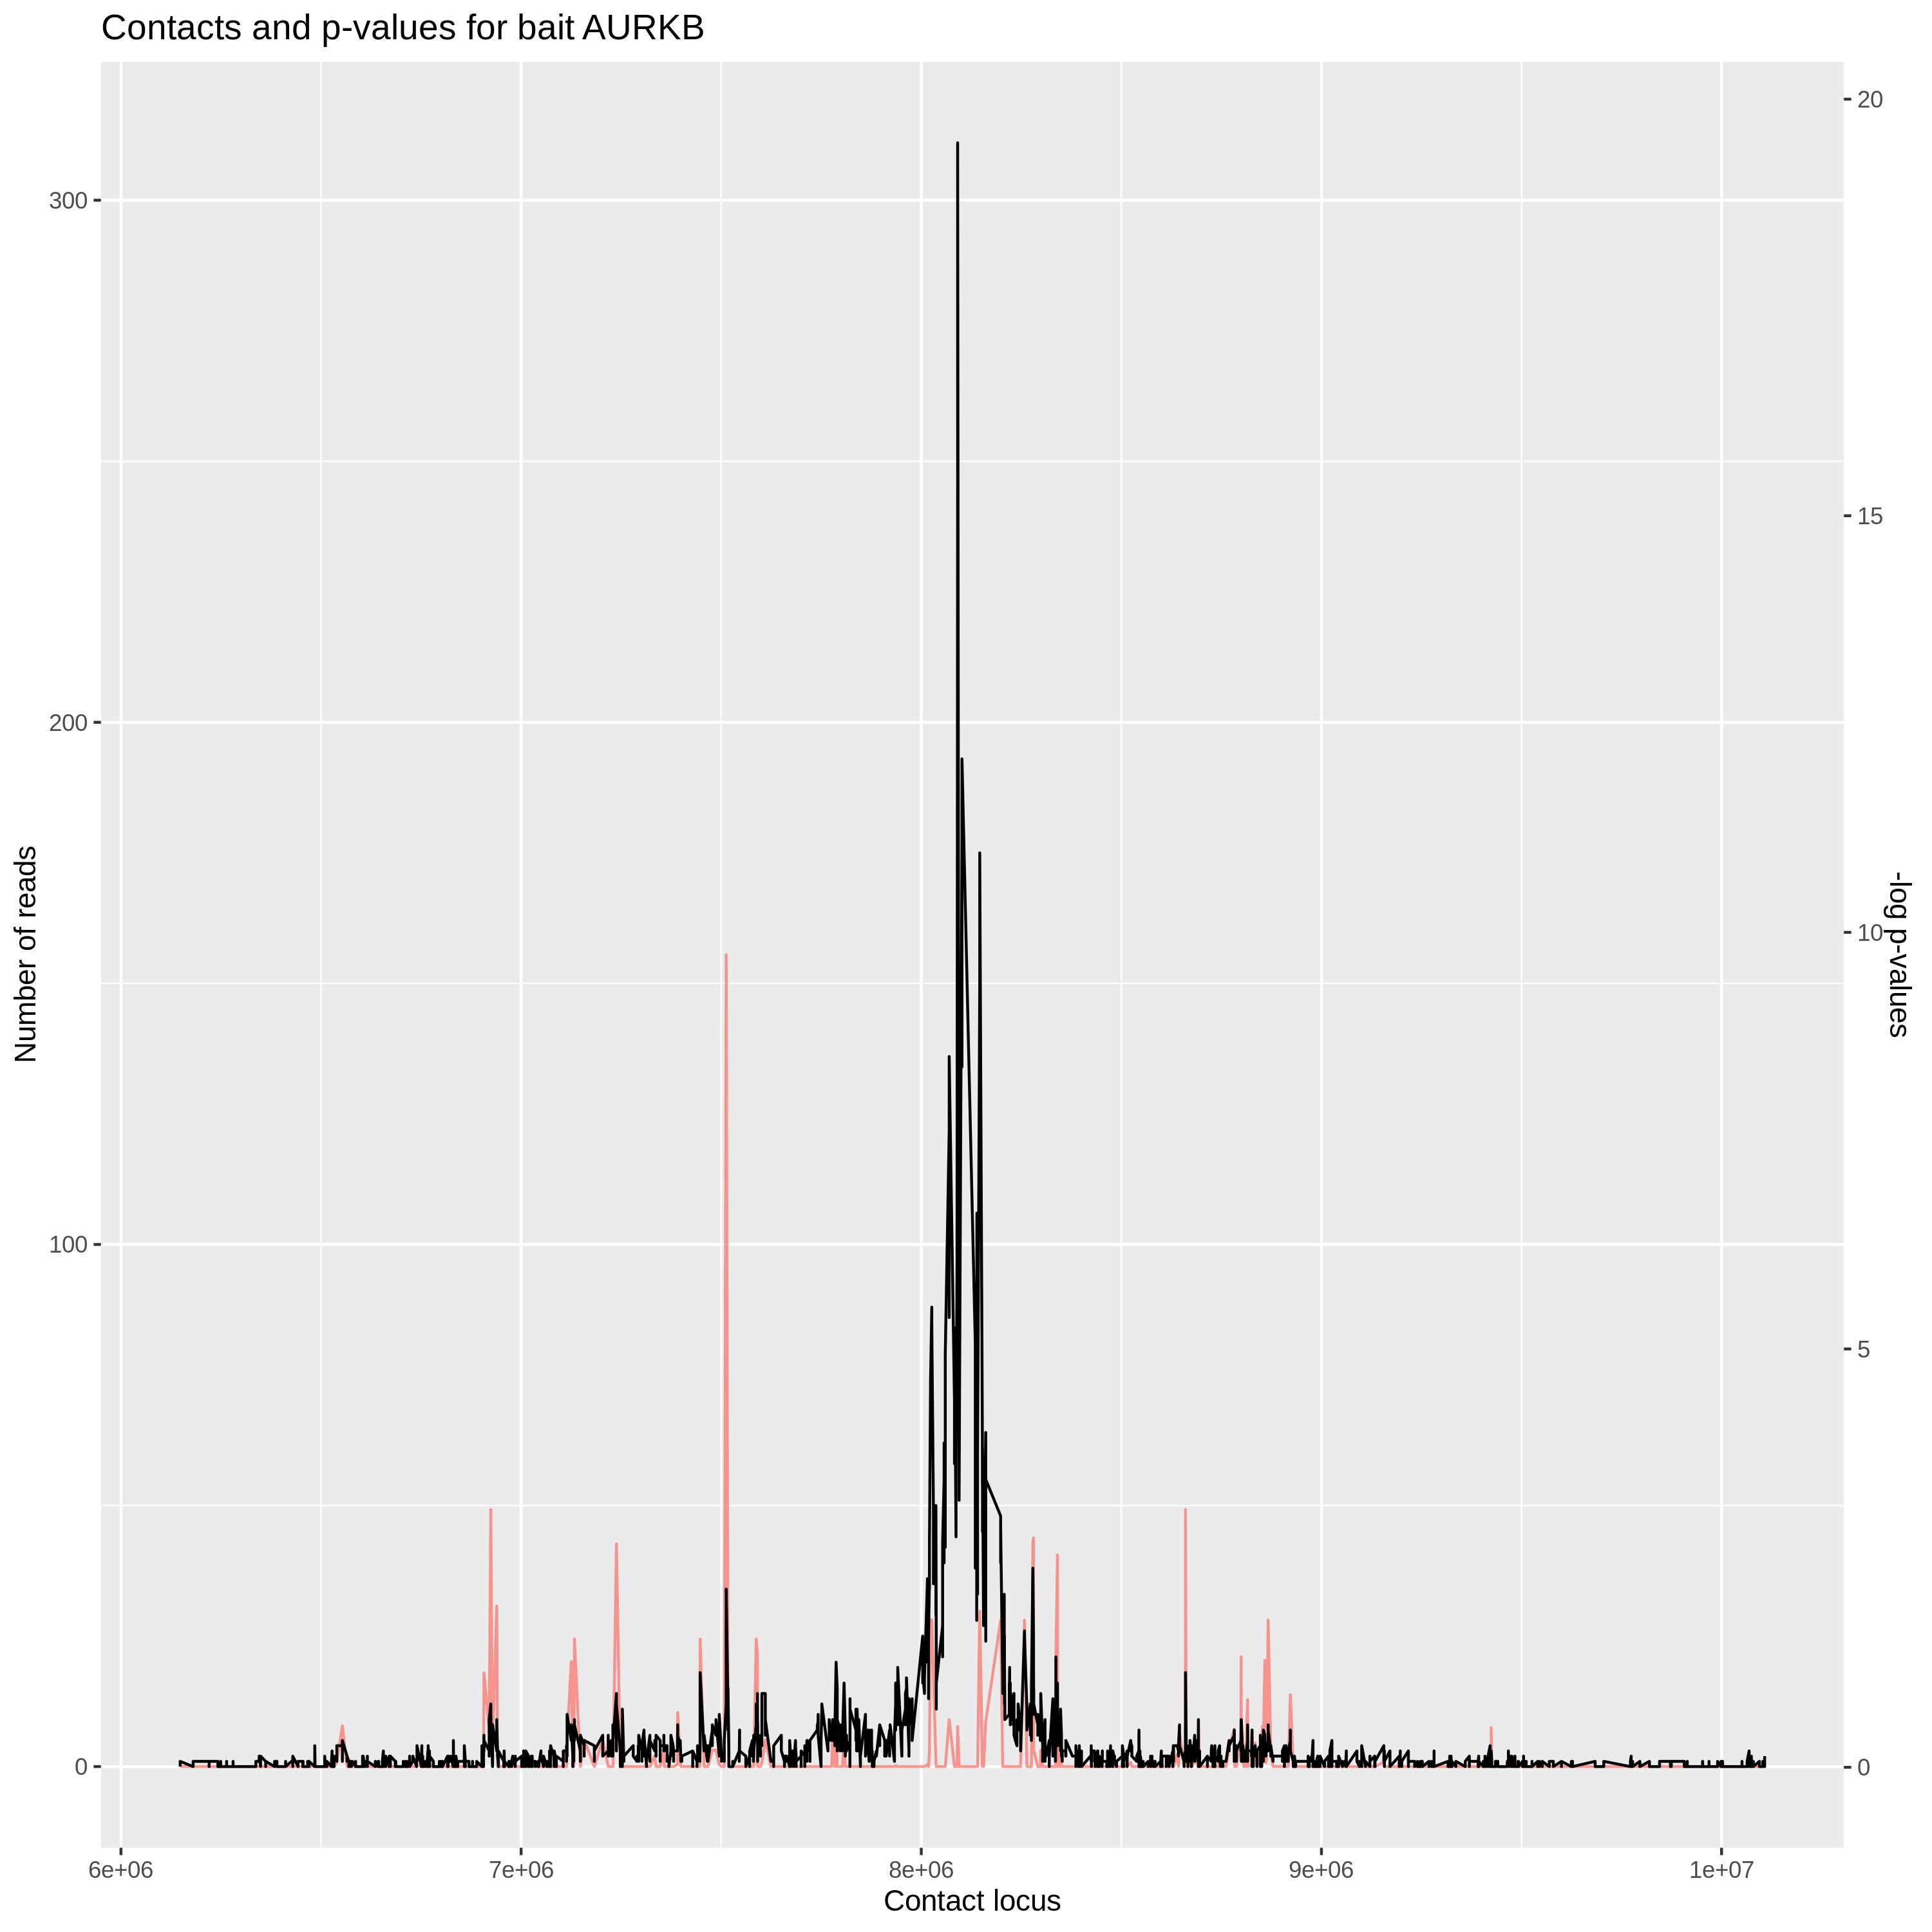 Contacts and p-values for bait AURKB
20
300
15
200
Number of reads
10
-log p-values
100
5
0
0
6e+06
7e+06
8e+06
9e+06
1e+07
Contact locus